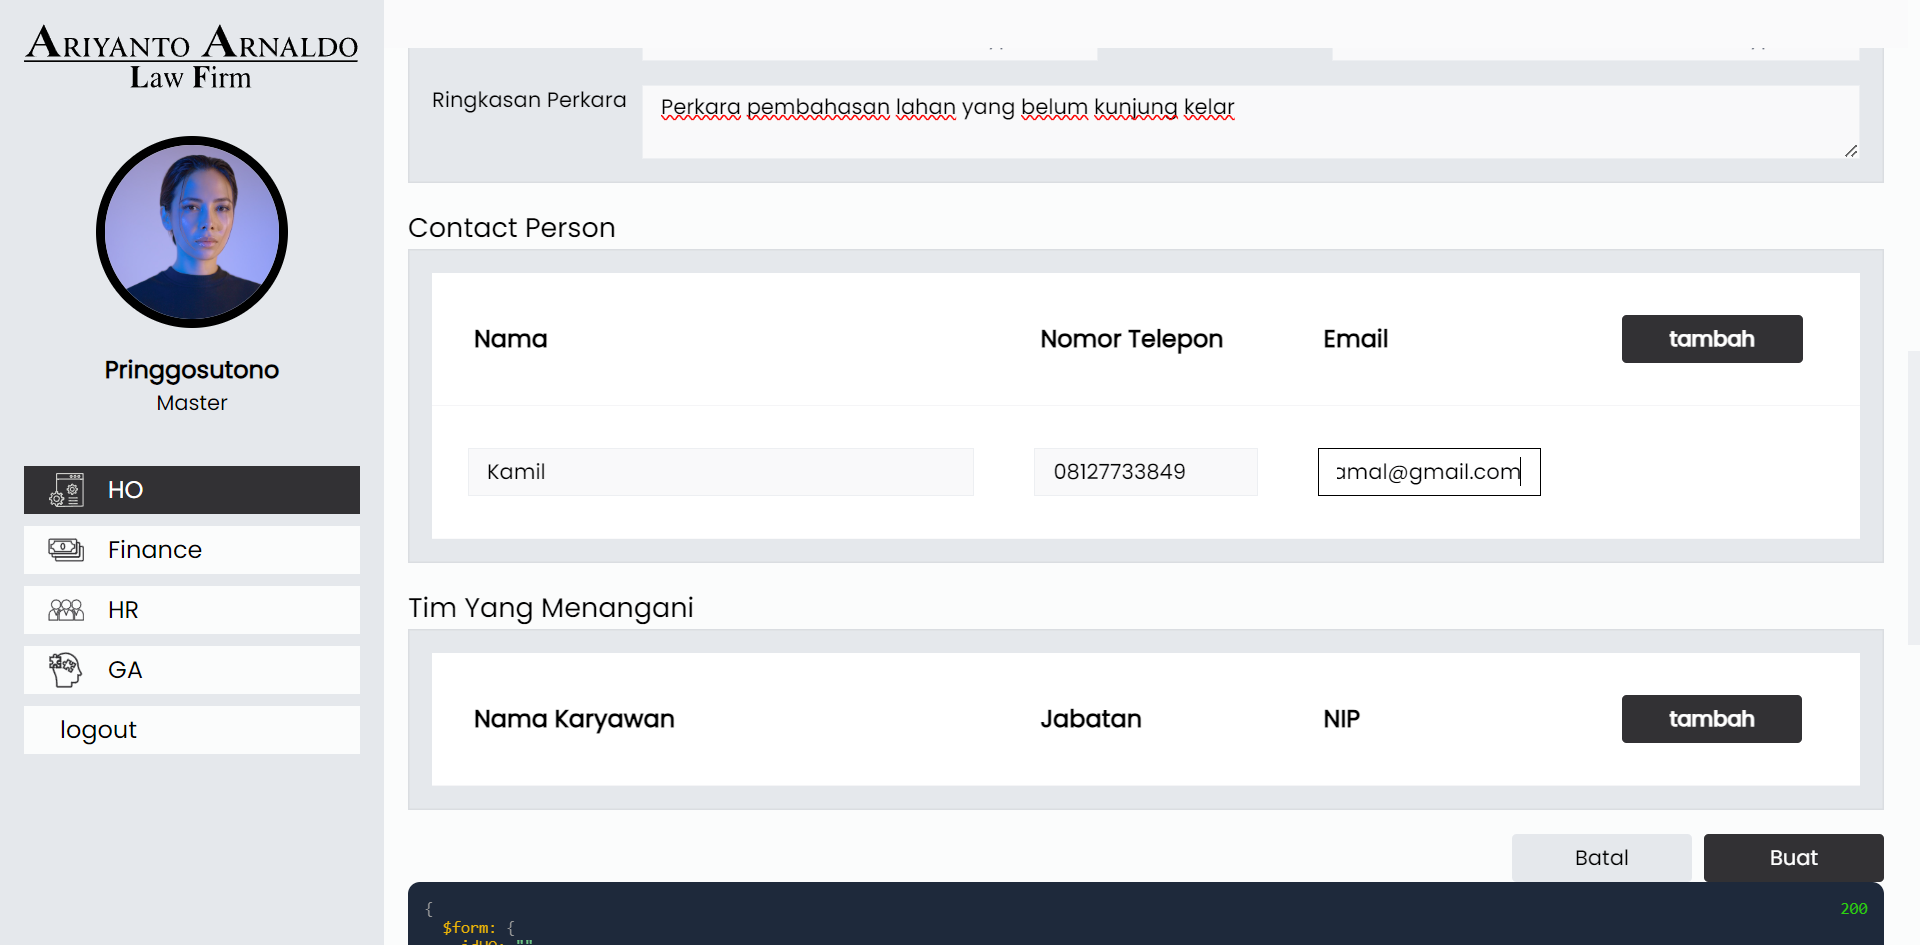 ARIYANTO ARNALDO
Law Firm
Pringgosutono
Master
HO
Finance
HR
GA
logout
Ringkasan Perkara
Perkara pembahasan lahan yang belum kunjung kelar
Contact Person
Nama Nomor Telepon Email tambah
Kamil 08127733849 amal@gmail.com
Tim Yang Menangani
Nama Karyawan Jabatan NIP tambah
Batal Buat
{ 200
$form: {